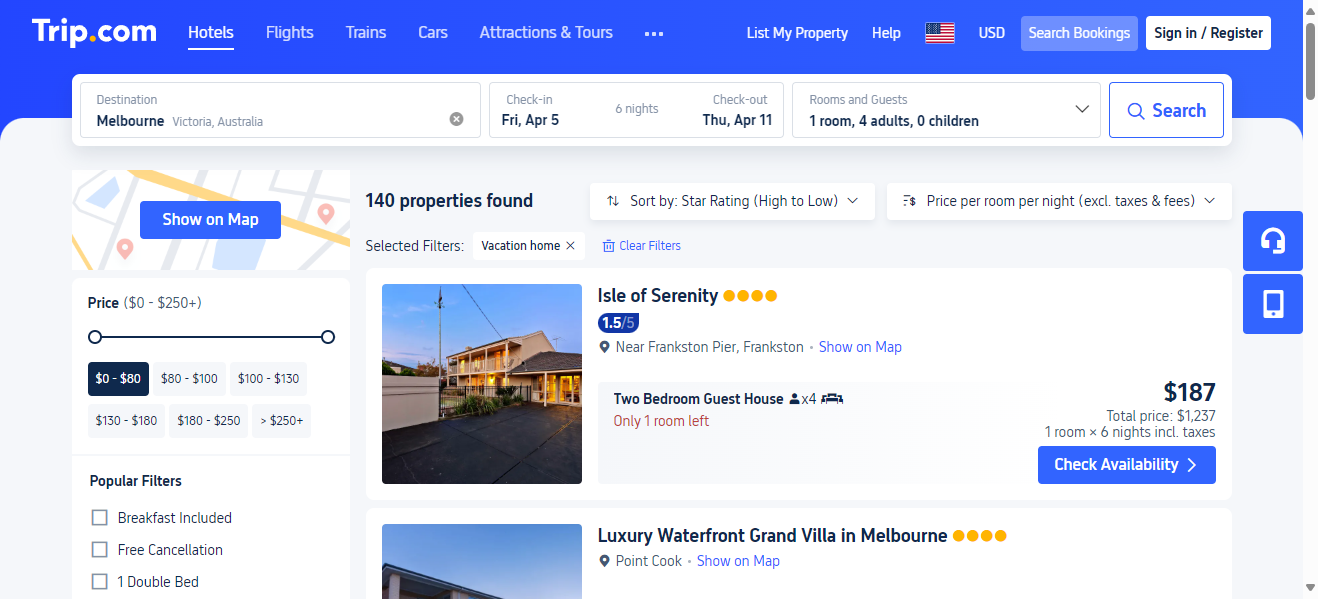 Trip.com
Hotels
Flights
Trains
Cars
Attractions & Tours
List My Property
Help
USD
Search Bookings
Sign in / Register
Destination
Melbourne Victoria, Australia
Check-in
Fri, Apr 5
6 nights
Check-out
Thu, Apr 11
Rooms and Guests
1 room, 4 adults, 0 children
Search
Show on Map
140 properties found
Sort by: Star Rating (High to Low)
Price per room per night (excl. taxes & fees)
Selected Filters:
Vacation home
Clear Filters
Price ($0 - $250+)
$0 - $80
$80 - $100
$100 - $130
$130 - $180
$180 - $250
> $250+
Popular Filters
Breakfast Included
Free Cancellation
1 Double Bed
Isle of Serenity
1.5/5
Near Frankston Pier, Frankston • Show on Map
Two Bedroom Guest House x4
Only 1 room left
$187
Total price: $1,237
1 room × 6 nights incl. taxes
Check Availability
Luxury Waterfront Grand Villa in Melbourne
Point Cook • Show on Map